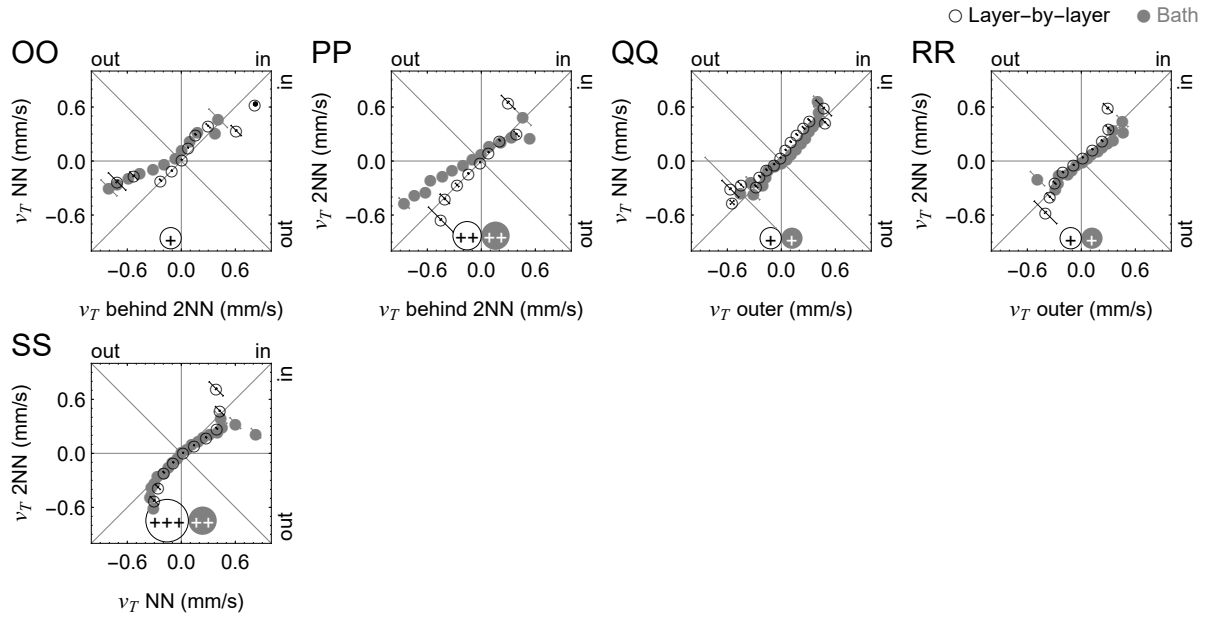 Layer−by−layer Bath
OO PP QQ RR
out in out in out in out in
v_T NN (mm/s) 0.6 0.0 −0.6 in out
−0.6 0.0 0.6
v_T behind 2NN (mm/s)
v_T 2NN (mm/s) 0.6 0.0 −0.6 in out
+ ++ ++
−0.6 0.0 0.6
v_T behind 2NN (mm/s)
v_T NN (mm/s) 0.6 0.0 −0.6 in out
+ +
−0.6 0.0 0.6
v_T outer (mm/s)
v_T 2NN (mm/s) 0.6 0.0 −0.6 in out
+ +
−0.6 0.0 0.6
v_T outer (mm/s)
SS
out in
v_T 2NN (mm/s) 0.6 0.0 −0.6 in out
+++ ++
−0.6 0.0 0.6
v_T NN (mm/s)